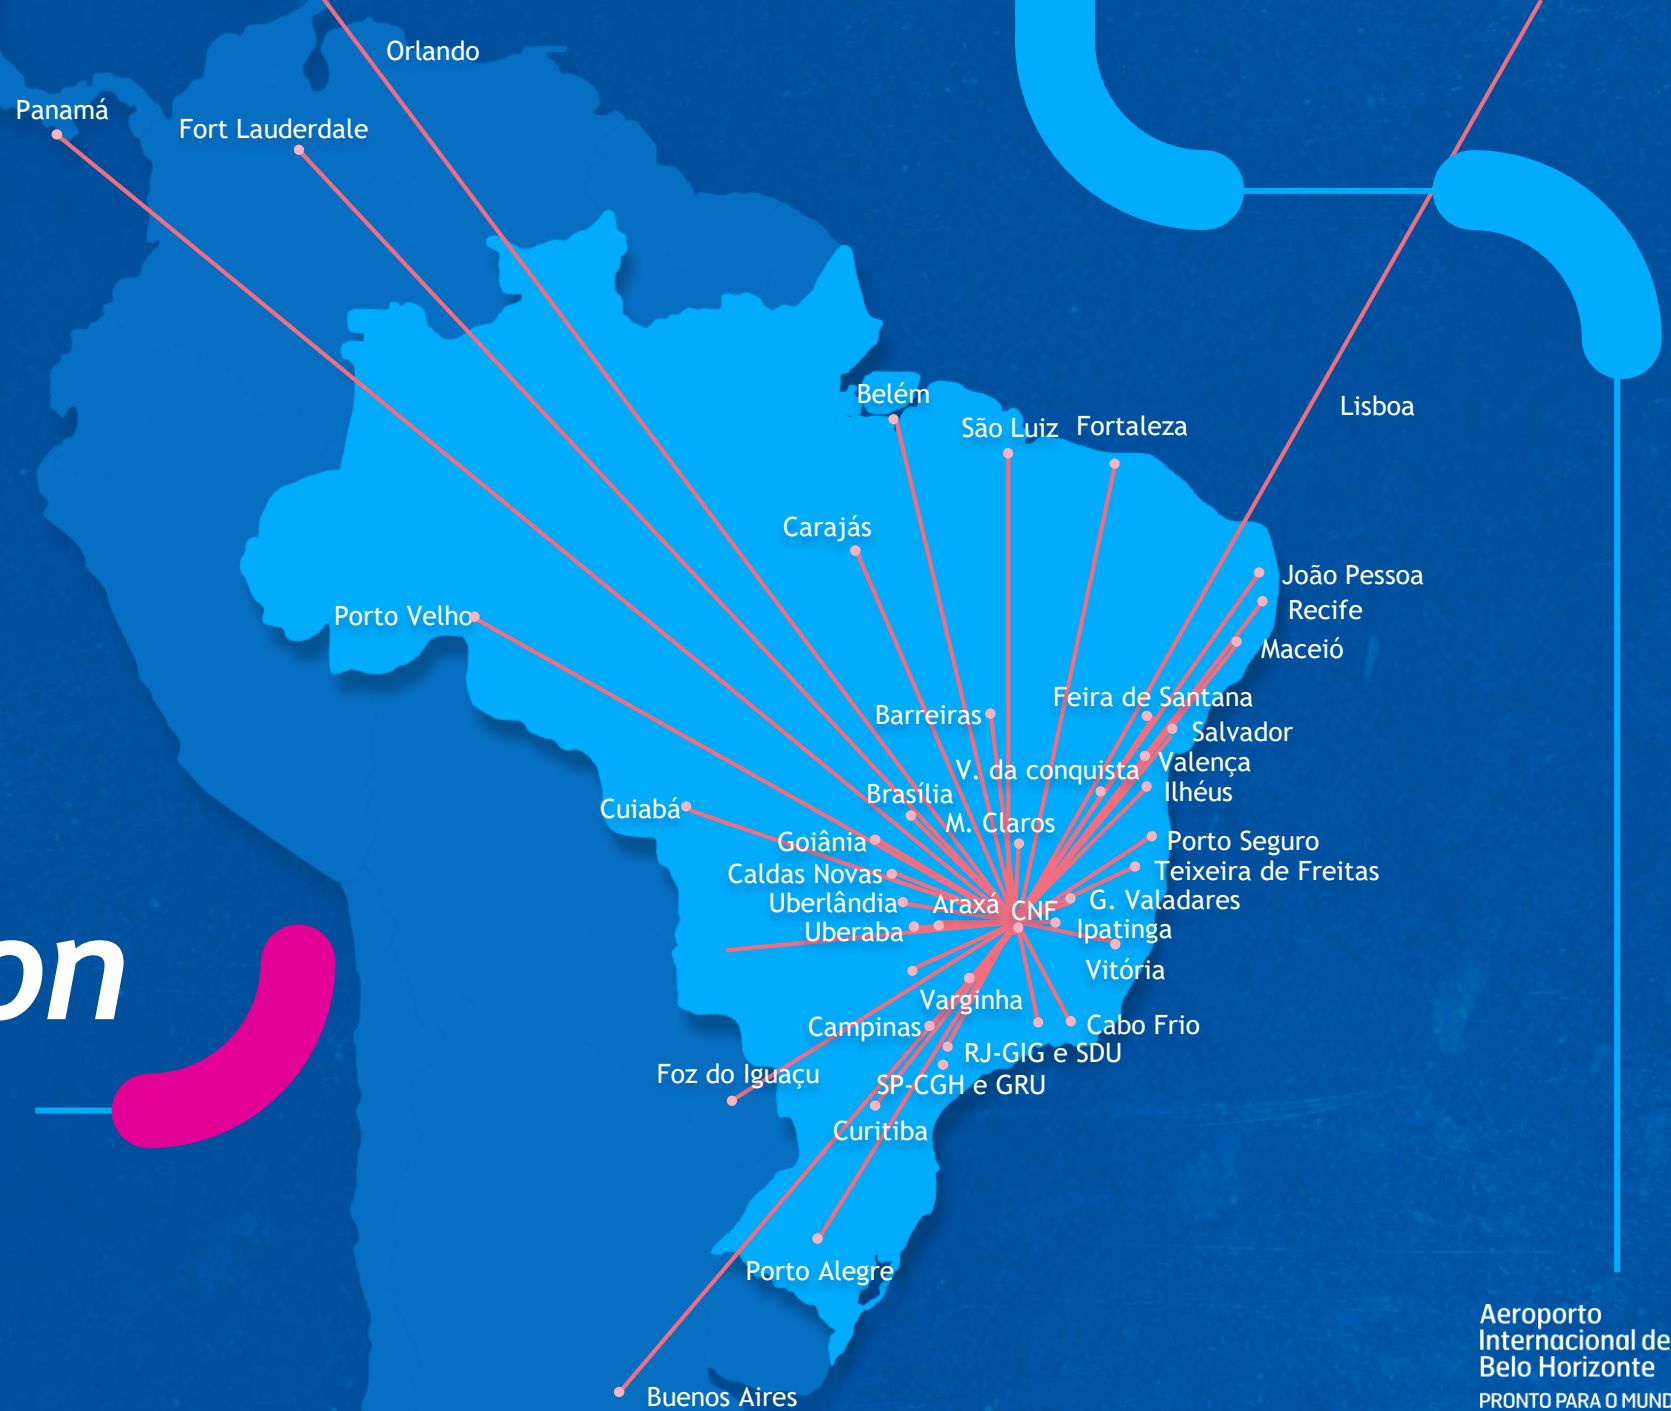 Orlando
Panamá
Fort Lauderdale
Belém
São Luiz
Fortaleza
Lisboa
Carajás
João Pessoa
Recife
Porto Velho
Maceió
Feira de Santana
Barreiras
Salvador
Valença
V. da conquista
Brasília
Ilhéus
Cuiabá
M. Claros
Goiânia
Porto Seguro
Caldas Novas
Teixeira de Freitas
Uberlândia
Araxá
CNF
G. Valadares
Uberaba
Ipatinga
Vitória
on
Varginha
Campinas
Cabo Frio
RJ-GIG e SDU
Foz do Iguaçu
SP-CGH e GRU
Curitiba
Porto Alegre
Buenos Aires
Aeroporto
Internacional de
Belo Horizonte
PRONTO PARA O MUND